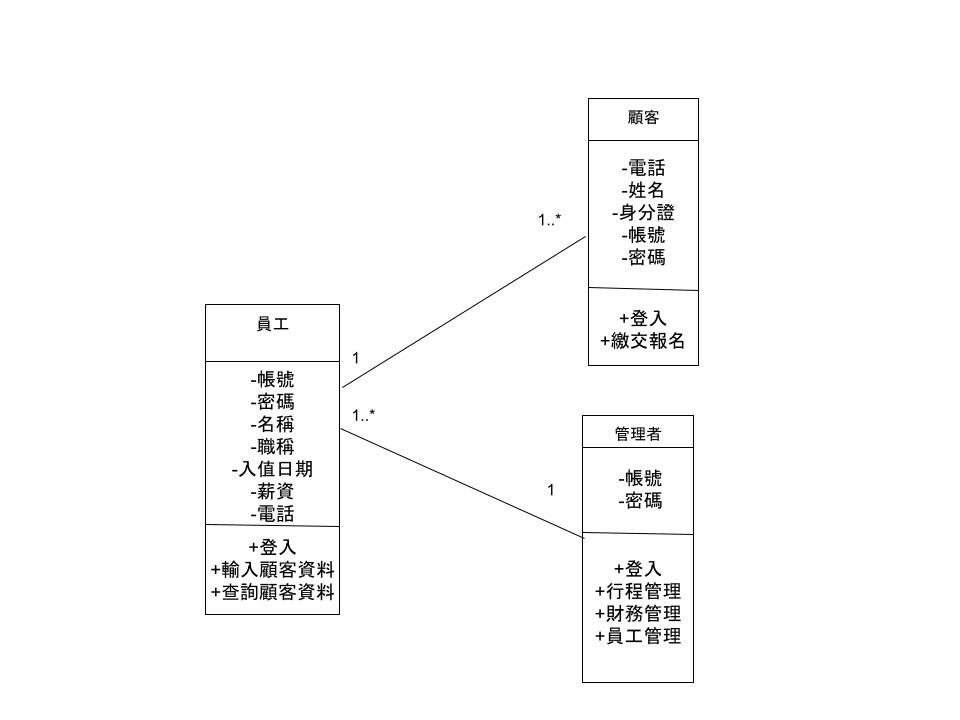 顧客
-電話
-姓名
-身分證
-帳號
-密碼
+登入
+繳交報名
1..*
1
員工
-帳號
-密碼
-名稱
-職稱
-入值日期
-薪資
-電話
+登入
+輸入顧客資料
+查詢顧客資料
1..*
1
管理者
-帳號
-密碼
+登入
+行程管理
+財務管理
+員工管理